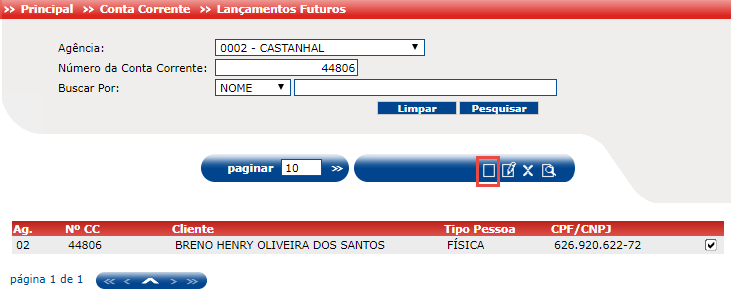 >> Principal >> Conta Corrente >> Lançamentos Futuros
Agência: 0002 - CASTANHAL
Número da Conta Corrente: 44806
Buscar Por: NOME
Limpar Pesquisar
paginar 10 >>
Ag. Nº CC Cliente Tipo Pessoa CPF/CNPJ
02 44806 BRENO HENRY OLIVEIRA DOS SANTOS FÍSICA 626.920.622-72
página 1 de 1 << < > >>